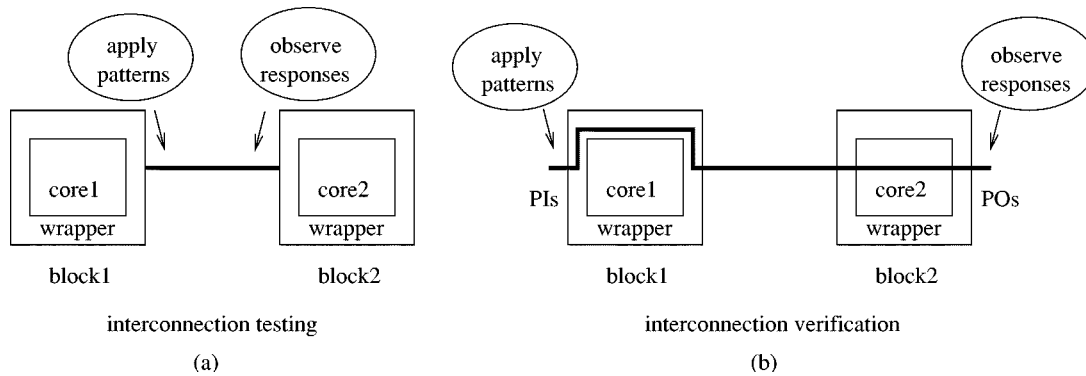 apply
patterns
observe
responses
core1
wrapper
block1
core2
wrapper
block2
interconnection testing
(a)
apply
patterns
observe
responses
PIs
core1
wrapper
block1
core2
wrapper
block2
POs
interconnection verification
(b)